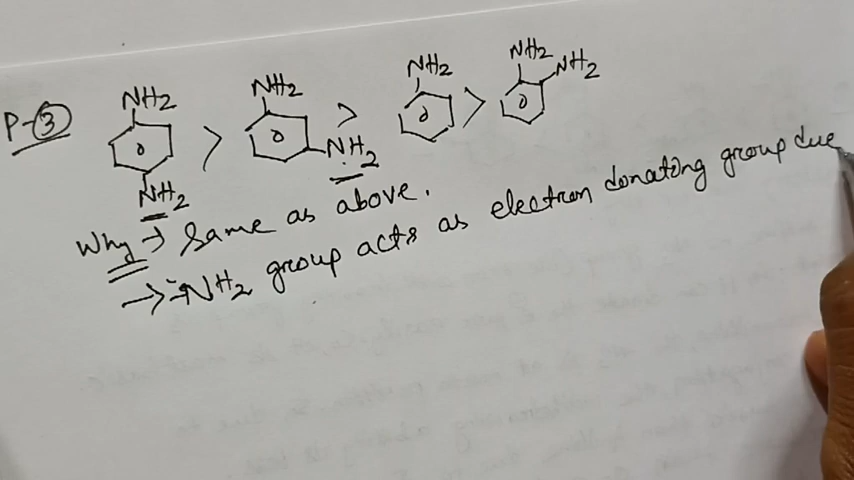 P-③
NH2 > NH2 > NH2 > NH2 NH2
NH2 NH2
Why → Same as above.
→ :NH2 group acts as electron donating group due